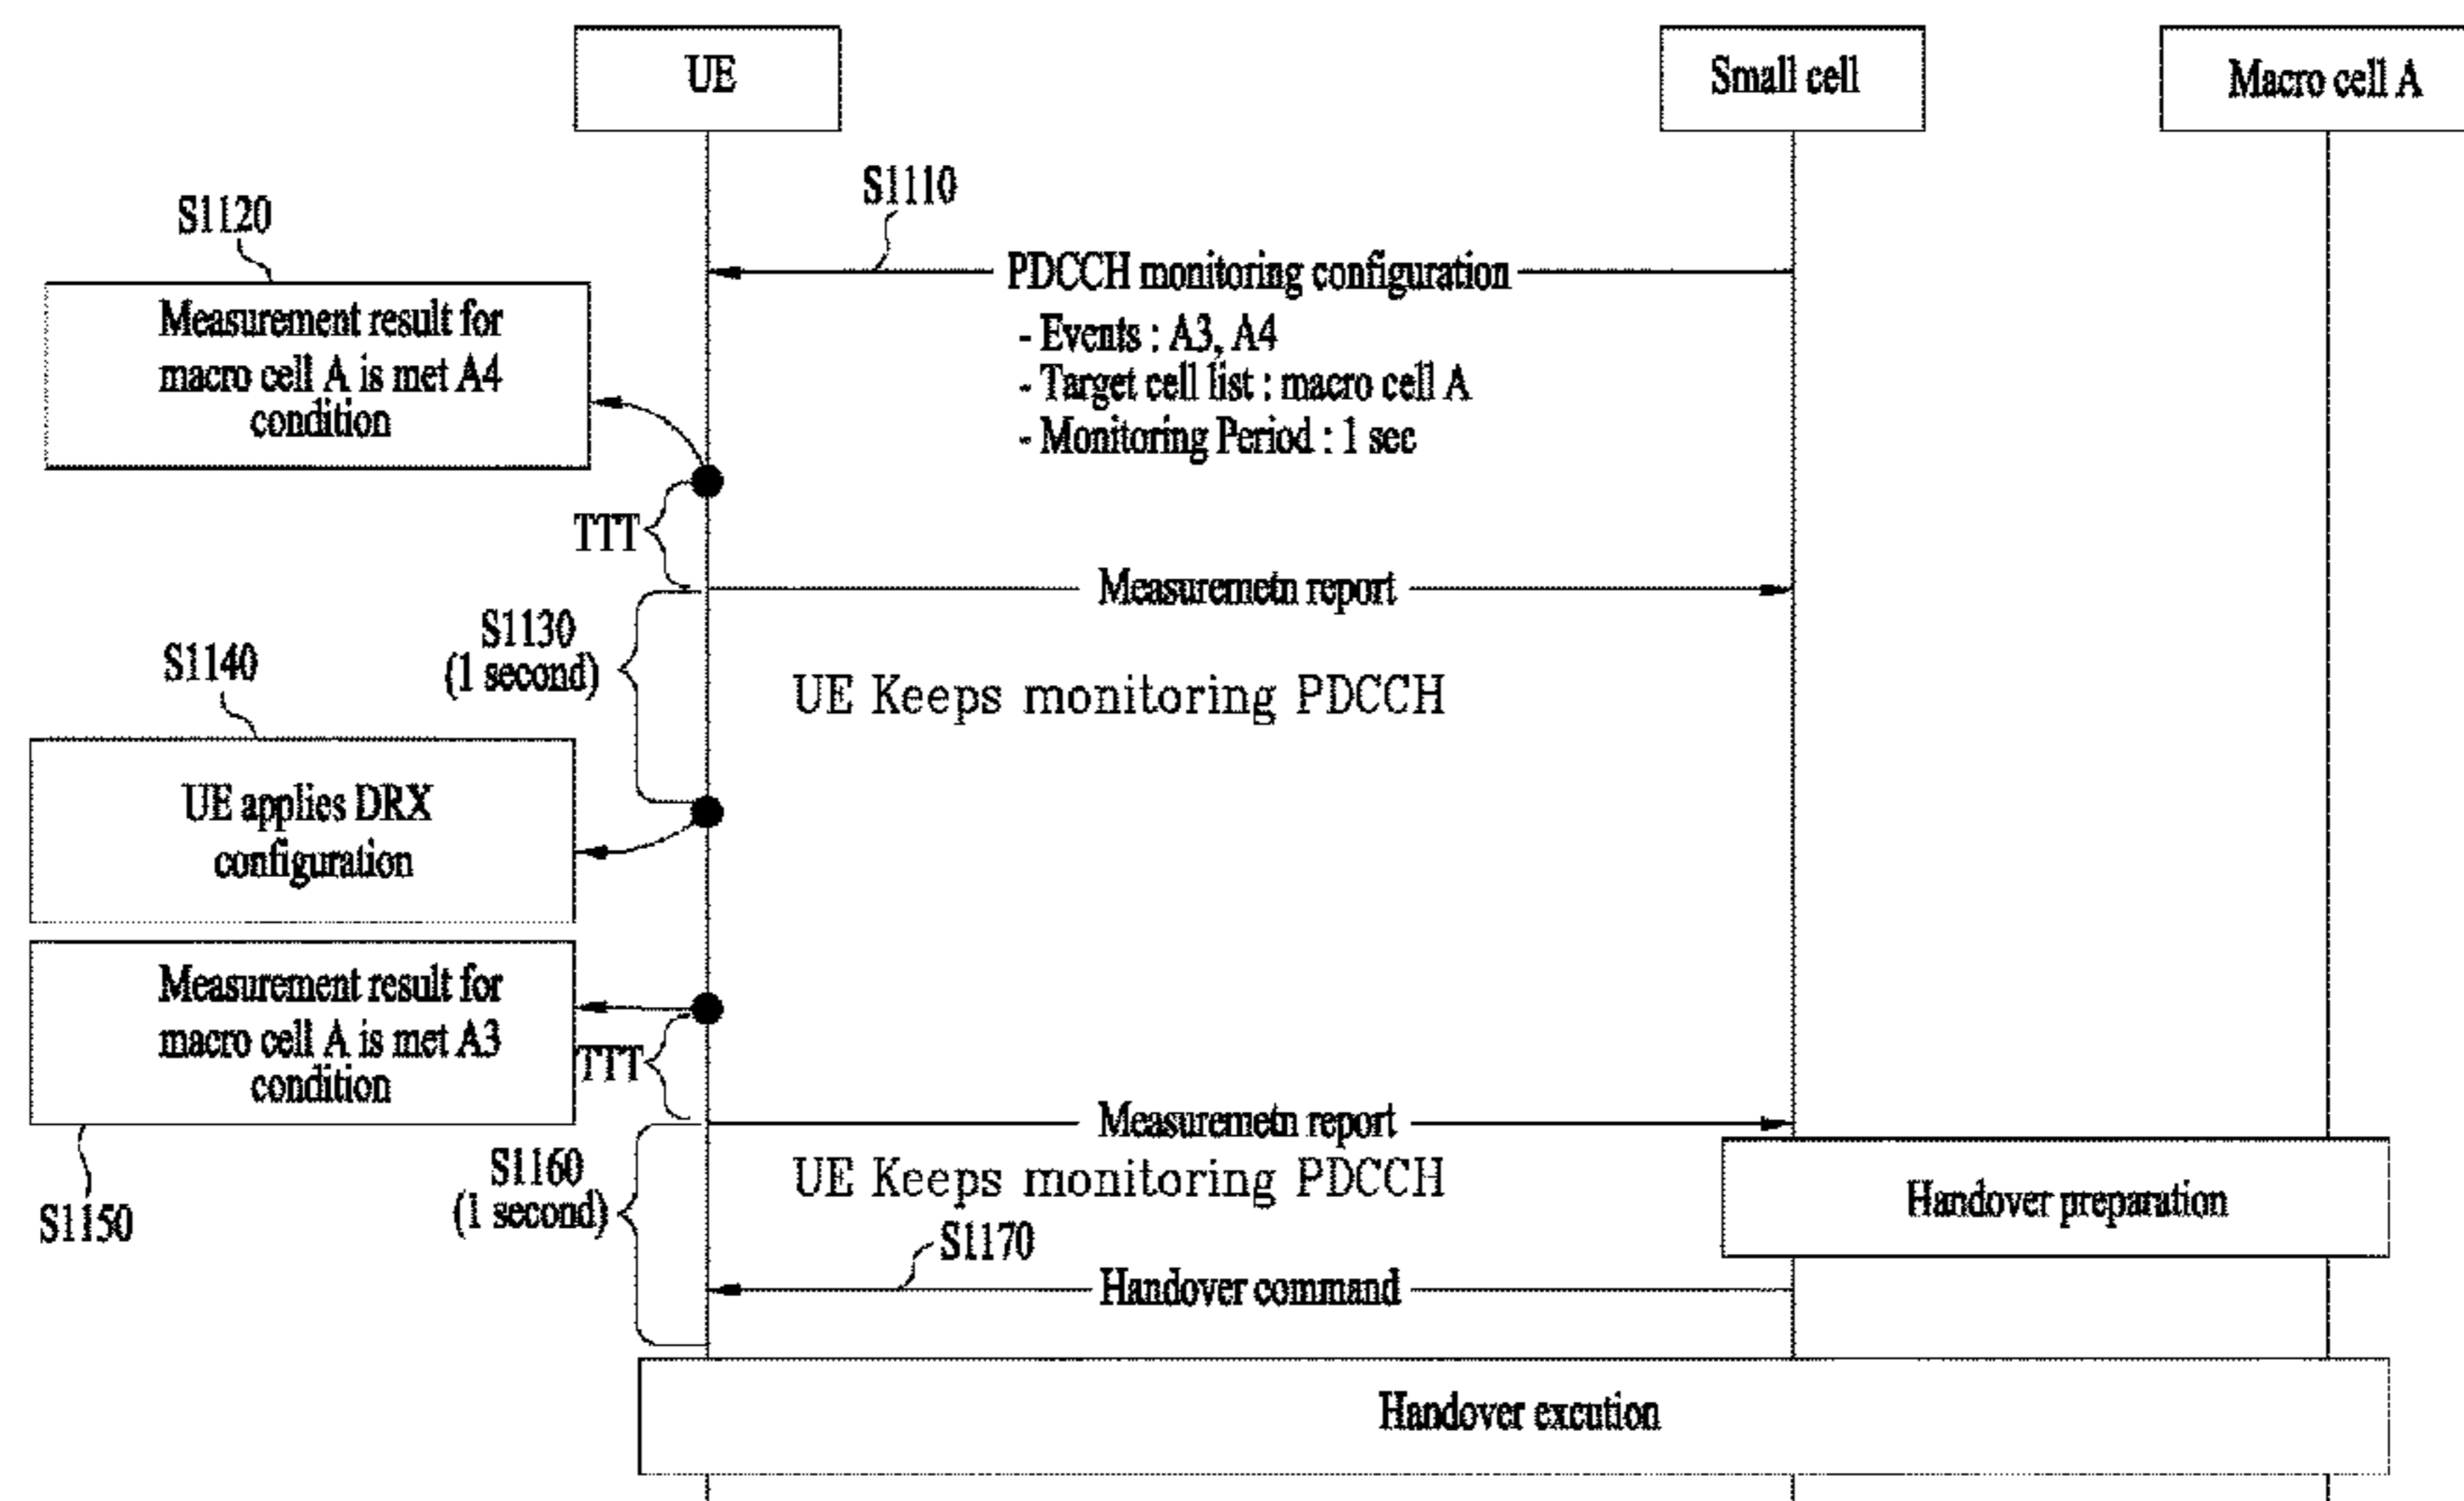 UE
Small cell
Macro cell A
S1110
S1120
PDCCH monitoring configuration
- Events : A3, A4
- Target cell list : macro cell A
- Monitoring Period : 1 sec
Measurement result for
macro cell A is met A4
condition
TTT
Measuremetn report
S1130
(1 second)
UE Keeps monitoring PDCCH
S1140
UE applies DRX
configuration
Measurement result for
macro cell A is met A3
condition
TTT
S1150
Measuremetn report
S1160
(1 second)
UE Keeps monitoring PDCCH
Handover preparation
S1170
Handover command
Handover excution